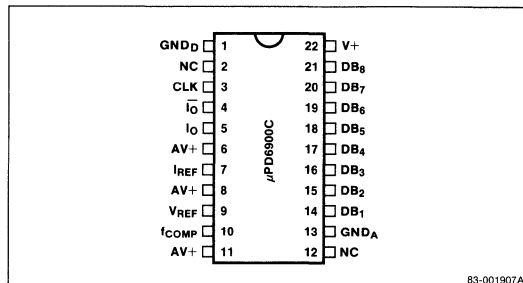 GNDD 1 22 V+
NC 2 21 DB8
CLK 3 20 DB7
I̅O̅ 4 19 DB6
IO 5 18 DB5
AV+ 6 17 DB4
IREF 7 16 DB3
AV+ 8 15 DB2
VREF 9 14 DB1
fCOMP 10 13 GNDA
AV+ 11 12 NC
µPD6900C
83-001907A